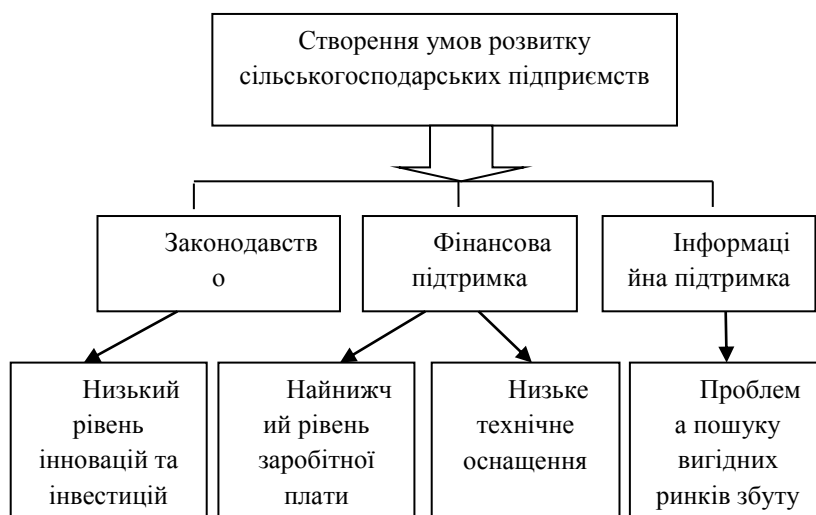 Створення умов розвитку
сільськогосподарських підприємств
Законодавств
о
Фінансова
підтримка
Інформаці
йна підтримка
Низький
рівень
інновацій та
інвестицій
Найнижч
ий рівень
заробітної
плати
Низьке
технічне
оснащення
Проблем
а пошуку
вигідних
ринків збуту